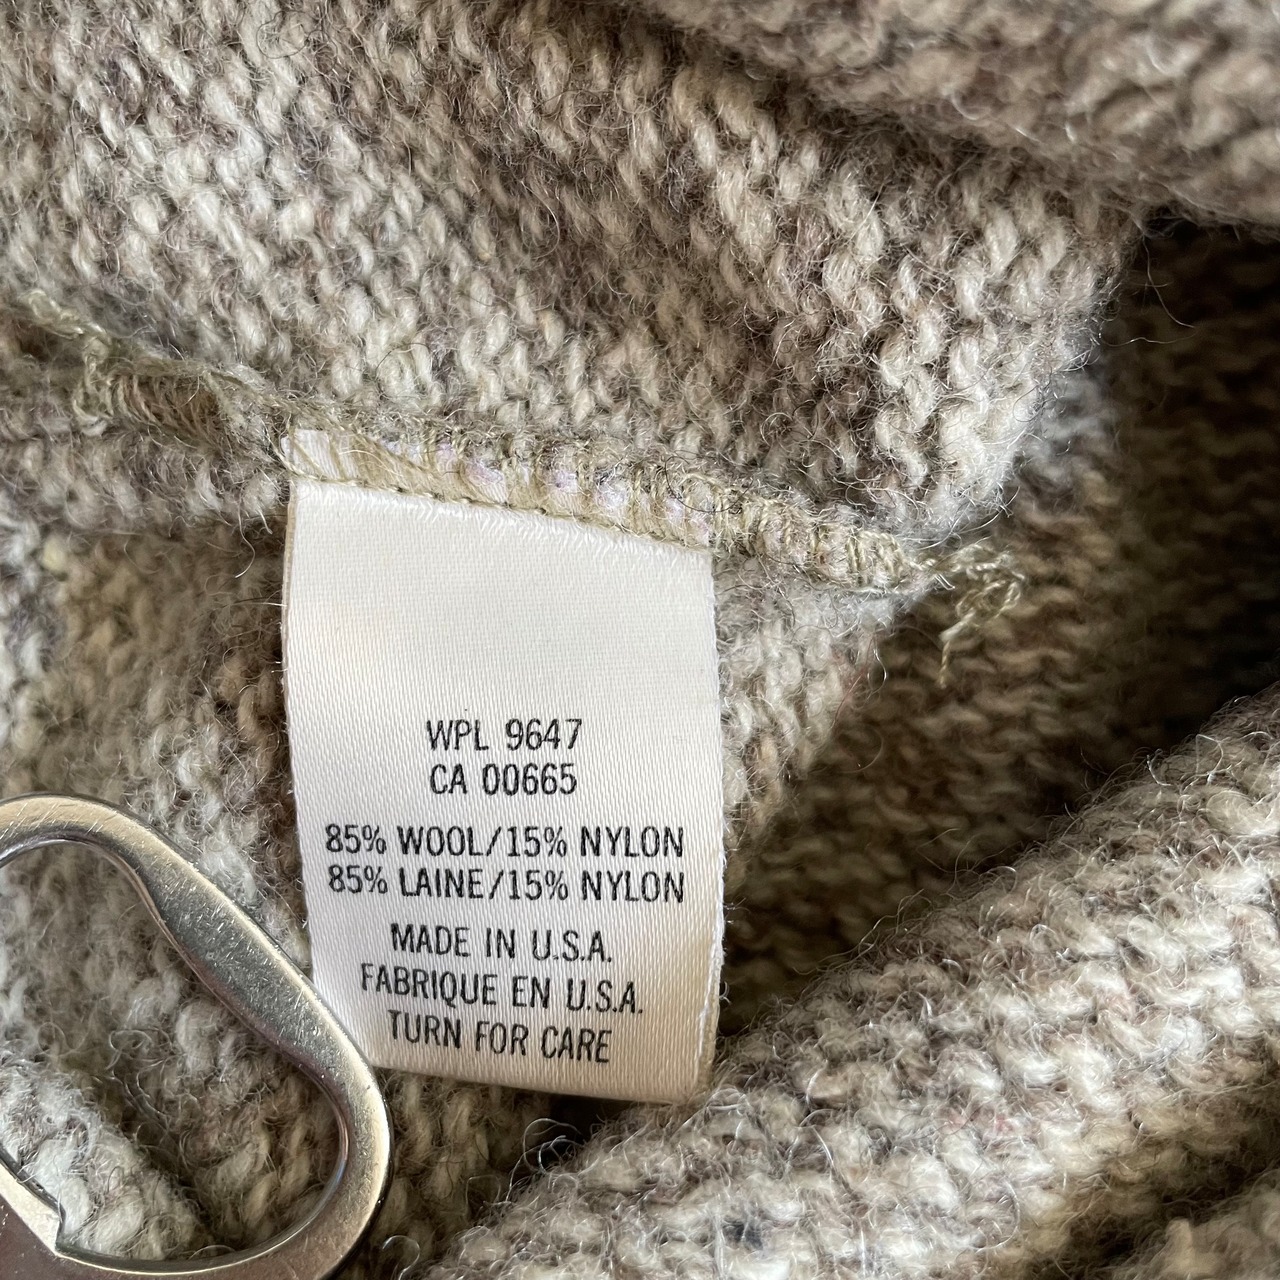 WPL 9647
CA 00665
85% WOOL/15% NYLON
85% LAINE/15% NYLON
MADE IN U.S.A.
FABRIQUE EN U.S.A.
TURN FOR CARE